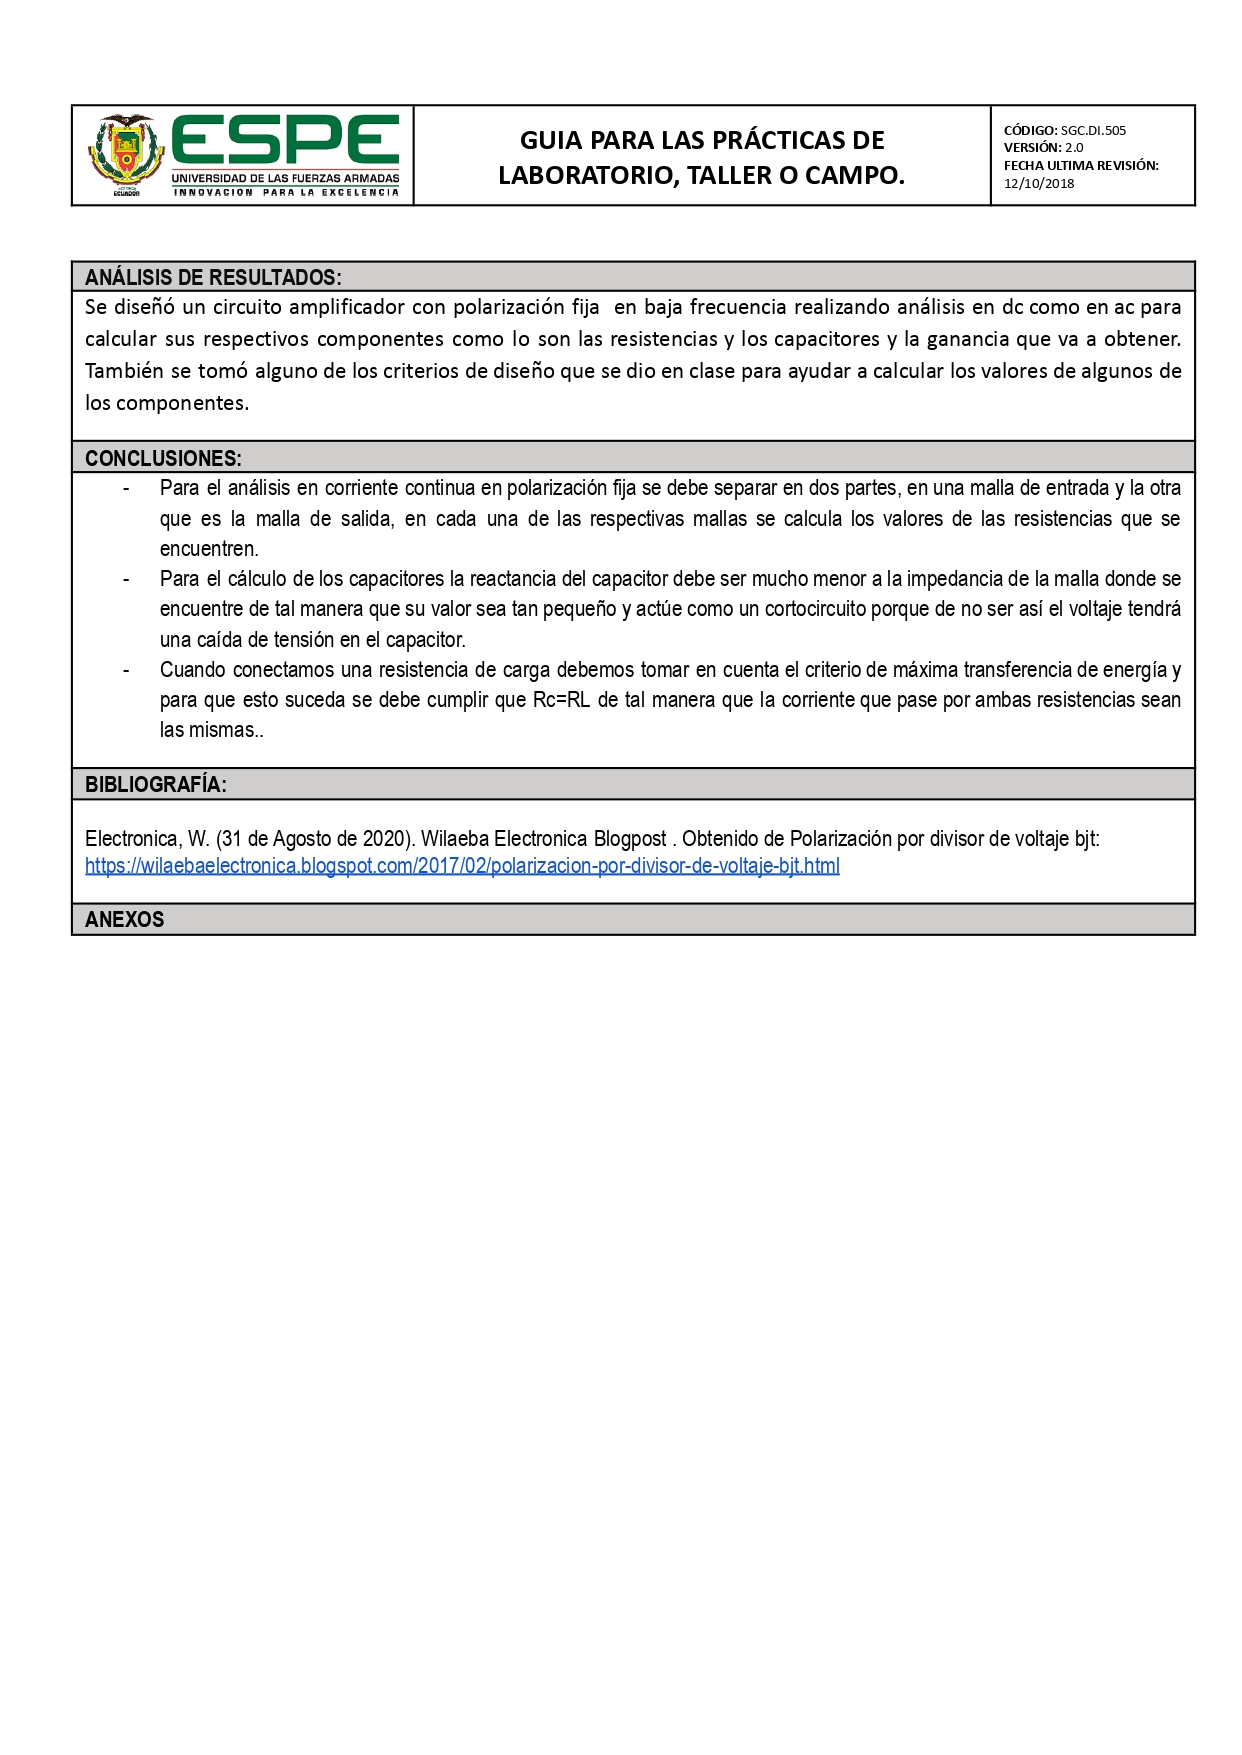 ESPE
UNIVERSIDAD DE LAS FUERZAS ARMADAS
INNOVACIÓN PARA LA EXCELENCIA
ECUADOR
GUIA PARA LAS PRÁCTICAS DE
LABORATORIO, TALLER O CAMPO.
CÓDIGO: SGC.DI.505
VERSIÓN: 2.0
FECHA ULTIMA REVISIÓN:
12/10/2018
ANÁLISIS DE RESULTADOS:
Se diseñó un circuito amplificador con polarización fija en baja frecuencia realizando análisis en dc como en ac para
calcular sus respectivos componentes como lo son las resistencias y los capacitores y la ganancia que va a obtener.
También se tomó alguno de los criterios de diseño que se dio en clase para ayudar a calcular los valores de algunos de
los componentes.
CONCLUSIONES:
- Para el análisis en corriente continua en polarización fija se debe separar en dos partes, en una malla de entrada y la otra
que es la malla de salida, en cada una de las respectivas mallas se calcula los valores de las resistencias que se
encuentren.
- Para el cálculo de los capacitores la reactancia del capacitor debe ser mucho menor a la impedancia de la malla donde se
encuentre de tal manera que su valor sea tan pequeño y actúe como un cortocircuito porque de no ser así el voltaje tendrá
una caída de tensión en el capacitor.
- Cuando conectamos una resistencia de carga debemos tomar en cuenta el criterio de máxima transferencia de energía y
para que esto suceda se debe cumplir que Rc=RL de tal manera que la corriente que pase por ambas resistencias sean
las mismas..
BIBLIOGRAFÍA:
Electronica, W. (31 de Agosto de 2020). Wilaeba Electronica Blogpost . Obtenido de Polarización por divisor de voltaje bjt:
https://wilaebaelectronica.blogspot.com/2017/02/polarizacion-por-divisor-de-voltaje-bjt.html
ANEXOS